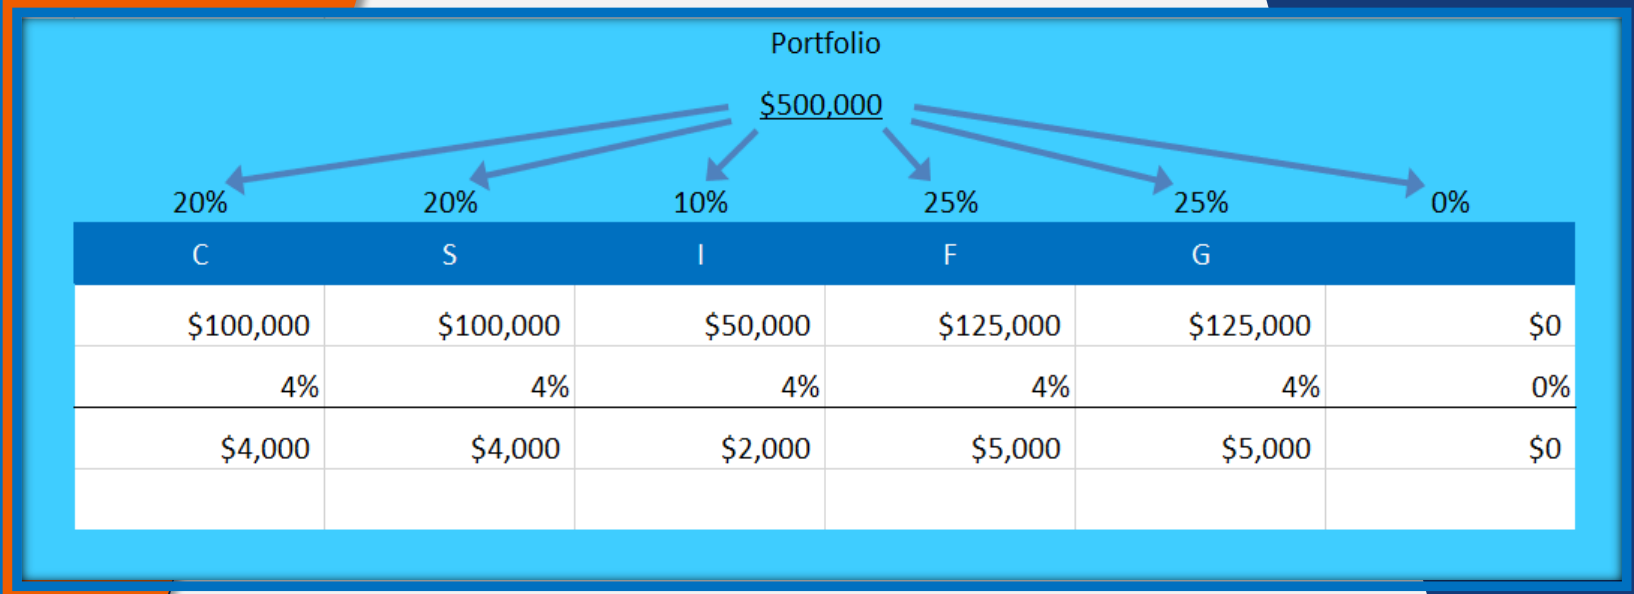 Portfolio
$500,000
20% 20% 10% 25% 25% 0%
C S I F G
$100,000 $100,000 $50,000 $125,000 $125,000 $0
4% 4% 4% 4% 4% 0%
$4,000 $4,000 $2,000 $5,000 $5,000 $0